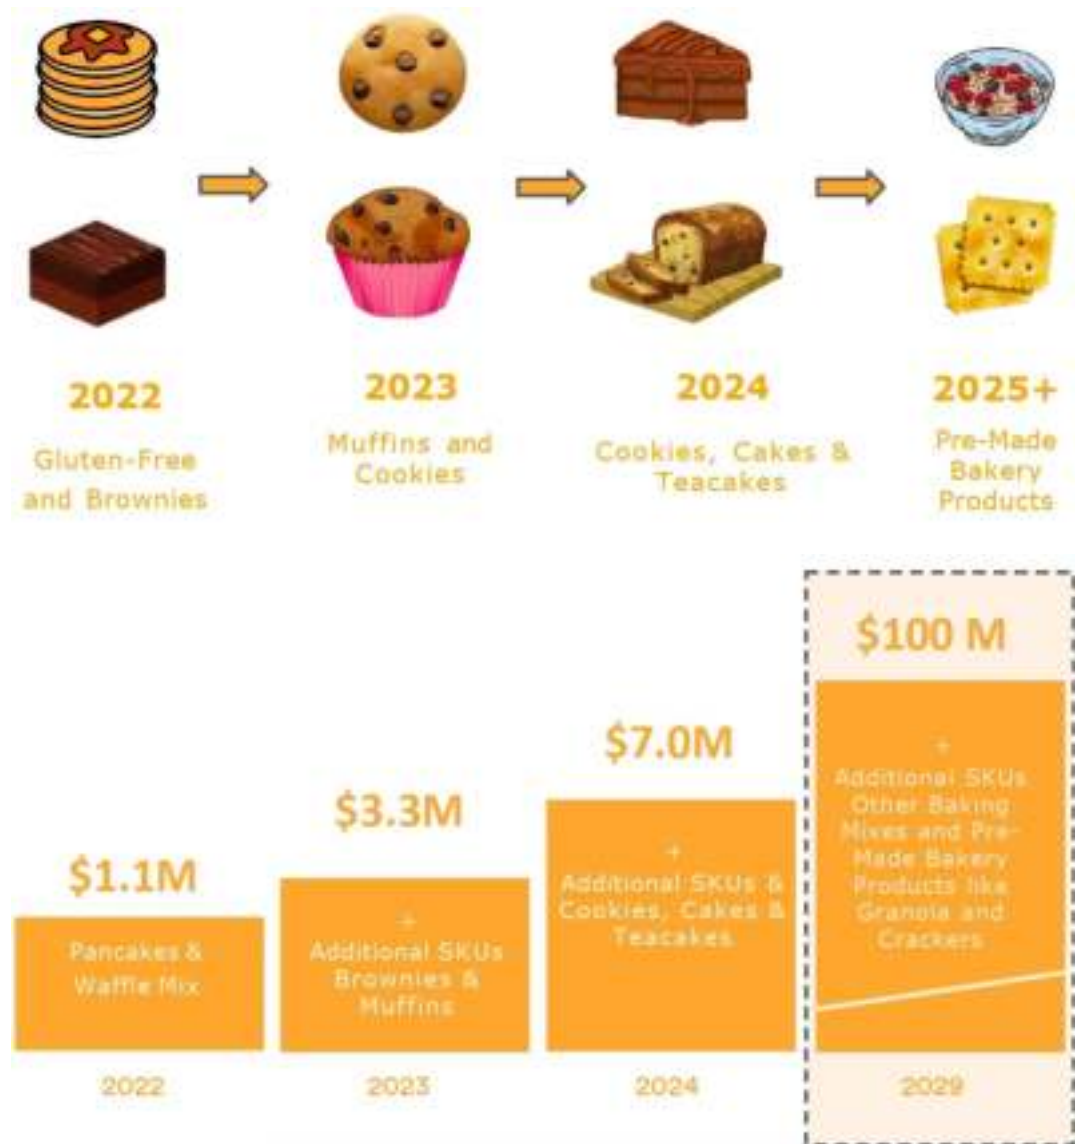 2022
Gluten-Free
and Brownies
2023
Muffins and
Cookies
2024
Cookies, Cakes &
Teacakes
2025+
Pre-Made
Bakery
Products
$1.1M
Pancakes &
Waffle Mix
2022
$3.3M
+
Additional SKUs
Brownies &
Muffins
2023
$7.0M
+
Additional SKUs &
Cookies, Cakes &
Teacakes
2024
$100 M
+
Additional SKUs
Other Baking
Mixes and Pre-
Made Bakery
Products like
Granola and
Crackers
2029